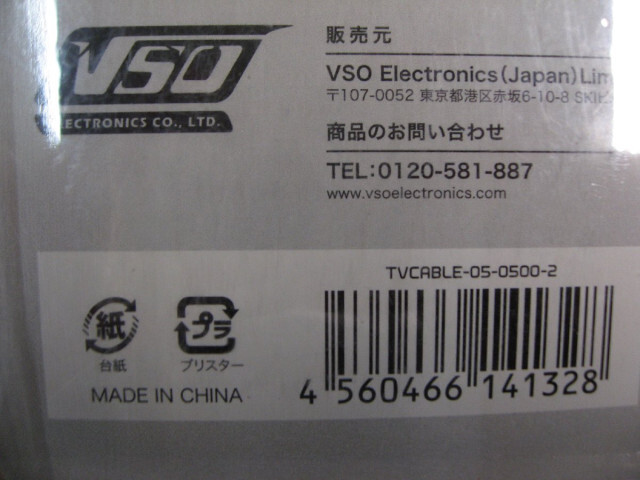 VSO
ELECTRONICS CO., LTD.
販売元
VSO Electronics(Japan)Lim
〒107-0052 東京都港区赤坂6-10-8
商品のお問い合わせ
TEL:0120-581-887
www.vsoelectronics.com
TVCABLE-05-0500-2
紙
台紙
プラ
ブリスター
MADE IN CHINA
4 560466 141328